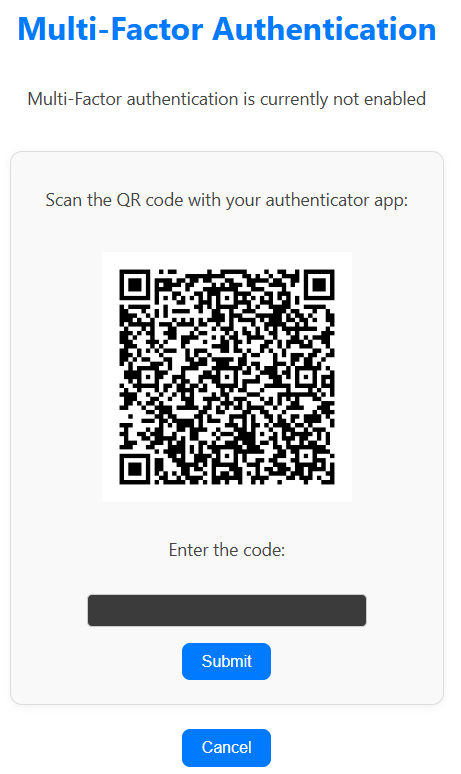 Multi-Factor Authentication
Multi-Factor authentication is currently not enabled
Scan the QR code with your authenticator app:
Enter the code:
Submit
Cancel